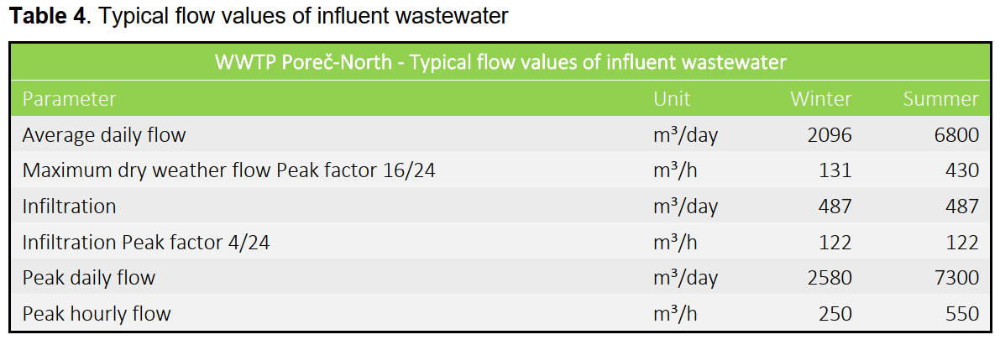 Table 4. Typical flow values of influent wastewater
WWTP Poreč-North - Typical flow values of influent wastewater
Parameter Unit Winter Summer
Average daily flow m³/day 2096 6800
Maximum dry weather flow Peak factor 16/24 m³/h 131 430
Infiltration m³/day 487 487
Infiltration Peak factor 4/24 m³/h 122 122
Peak daily flow m³/day 2580 7300
Peak hourly flow m³/h 250 550